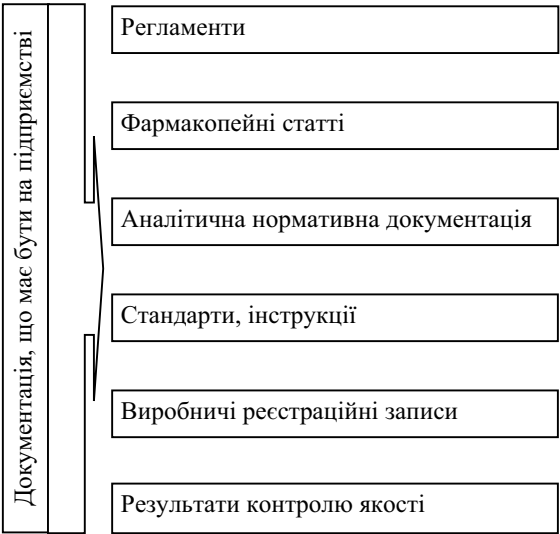 Документація, що має бути на підприємстві
Регламенти
Фармакопейні статті
Аналітична нормативна документація
Стандарти, інструкції
Виробничі реєстраційні записи
Результати контролю якості